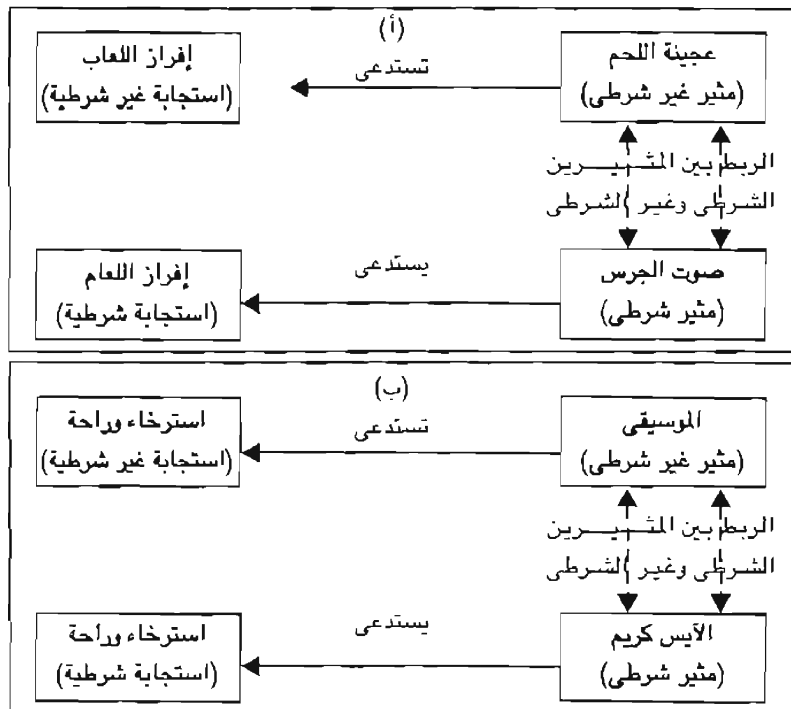 (أ)
عجينة اللحم
(مثير غير شرطى)
تستدعى
إفراز اللعاب
(استجابة غير شرطية)
الربط بين المثـــيـــرين
الشرطى وغير الشرطى
صوت الجرس
(مثير شرطى)
يستدعى
إفراز اللعام
(استجابة شرطية)
(ب)
الموسيقى
(مثير غير شرطى)
تستدعى
استرخاء وراحة
(استجابة غير شرطية)
الربط بين المثـــيـــرين
الشرطى وغير الشرطى
الآيس كريم
(مثير شرطى)
يستدعى
استرخاء وراحة
(استجابة شرطية)